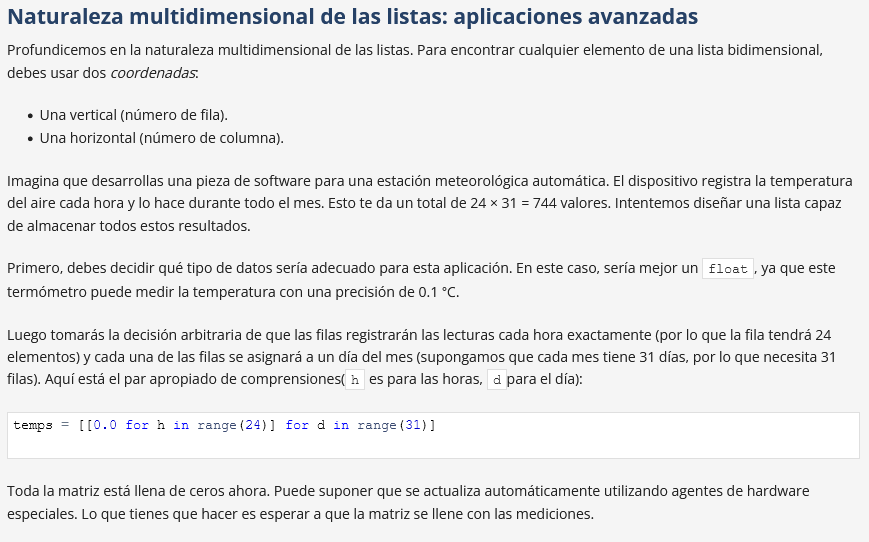 Naturaleza multidimensional de las listas: aplicaciones avanzadas
Profundicemos en la naturaleza multidimensional de las listas. Para encontrar cualquier elemento de una lista bidimensional,
debes usar dos coordenadas:
• Una vertical (número de fila).
• Una horizontal (número de columna).
Imagina que desarrollas una pieza de software para una estación meteorológica automática. El dispositivo registra la temperatura
del aire cada hora y lo hace durante todo el mes. Esto te da un total de 24 × 31 = 744 valores. Intentemos diseñar una lista capaz
de almacenar todos estos resultados.
Primero, debes decidir qué tipo de datos sería adecuado para esta aplicación. En este caso, sería mejor un float, ya que este
termómetro puede medir la temperatura con una precisión de 0.1 °C.
Luego tomarás la decisión arbitraria de que las filas registrarán las lecturas cada hora exactamente (por lo que la fila tendrá 24
elementos) y cada una de las filas se asignará a un día del mes (supongamos que cada mes tiene 31 días, por lo que necesita 31
filas). Aquí está el par apropiado de comprensiones( h es para las horas, d para el día):
temps = [[0.0 for h in range(24)] for d in range(31)]
Toda la matriz está llena de ceros ahora. Puede suponer que se actualiza automáticamente utilizando agentes de hardware
especiales. Lo que tienes que hacer es esperar a que la matriz se llene con las mediciones.